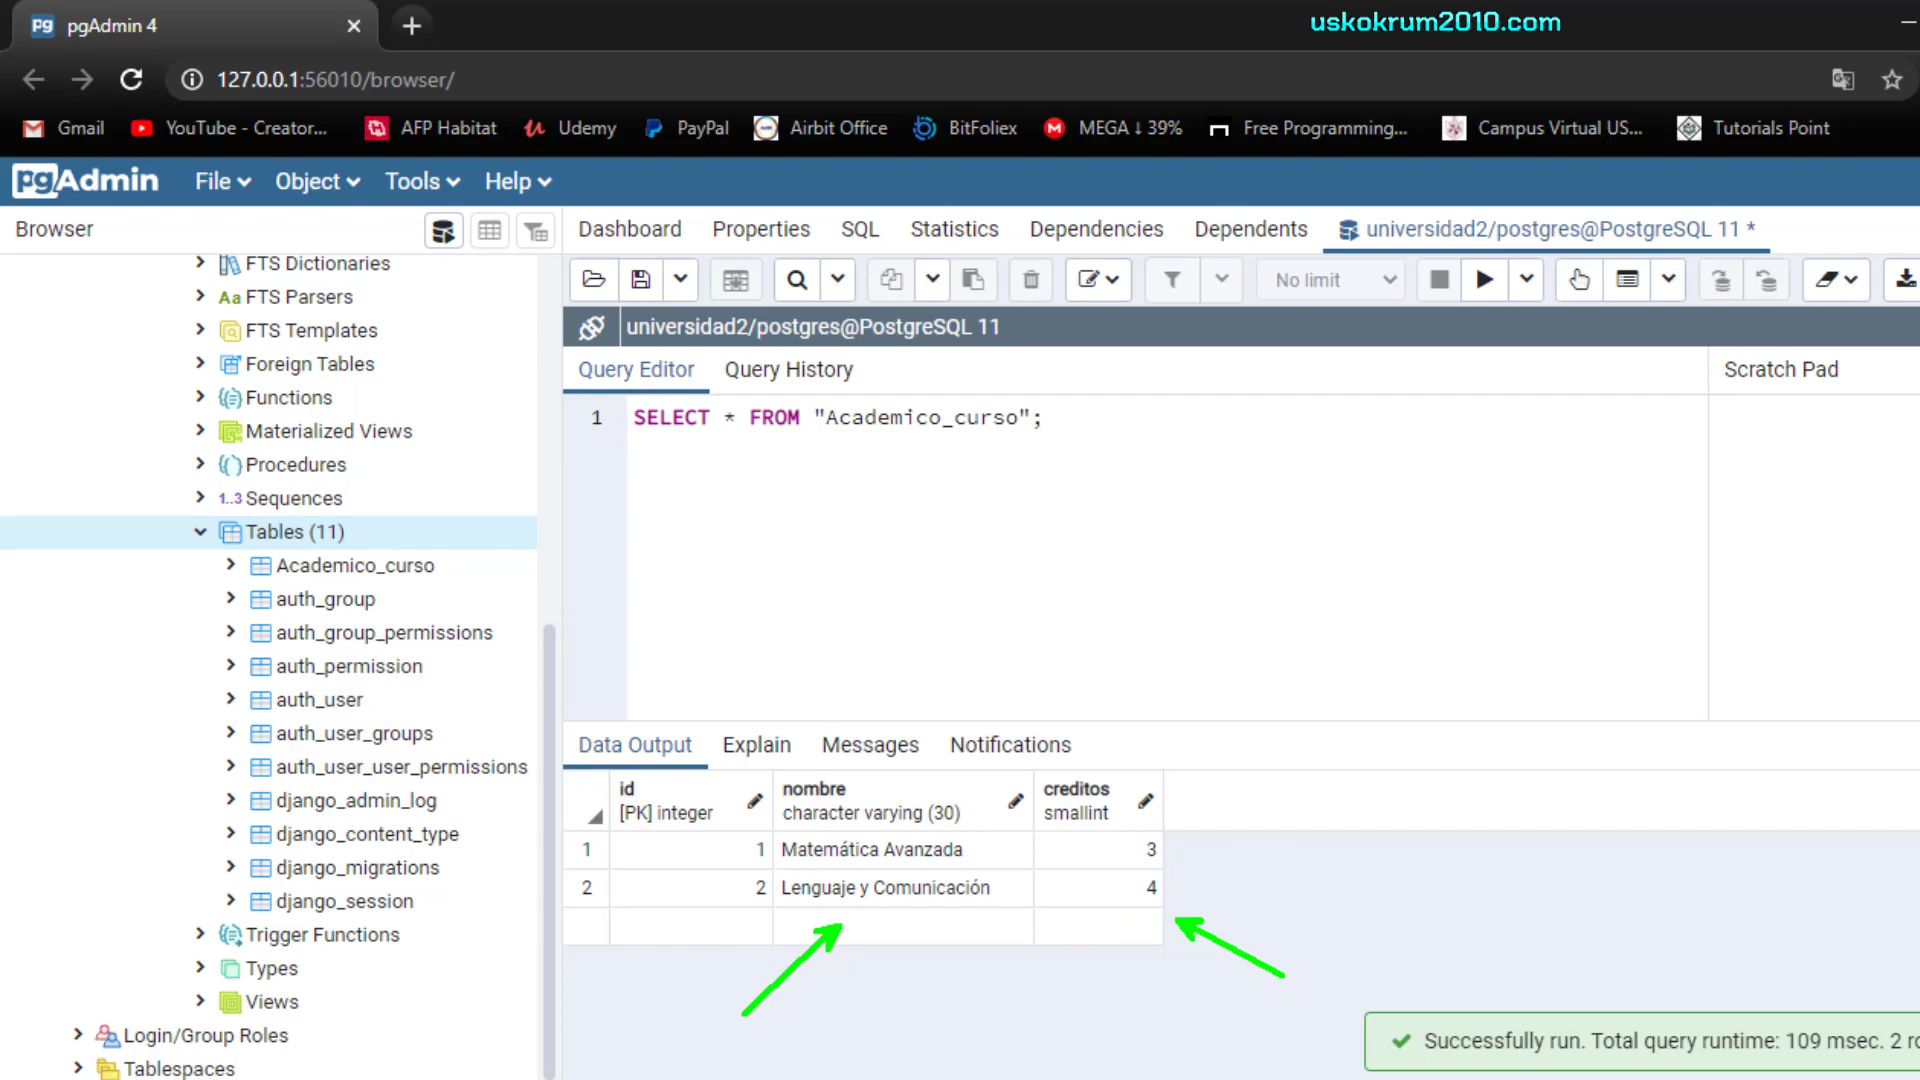 pgAdmin 4
uskokrum2010.com
127.0.0.1:56010/browser/
Gmail
YouTube - Creator...
AFP Habitat
Udemy
PayPal
Airbit Office
BitFoliex
MEGA ↓ 39%
Free Programming...
Campus Virtual US...
Tutorials Point
pgAdmin
File
Object
Tools
Help
Browser
Dashboard
Properties
SQL
Statistics
Dependencies
Dependents
universidad2/postgres@PostgreSQL 11 *
No limit
universidad2/postgres@PostgreSQL 11
Query Editor
Query History
Scratch Pad
1
SELECT * FROM "Academico_curso";
FTS Dictionaries
FTS Parsers
FTS Templates
Foreign Tables
Functions
Materialized Views
Procedures
1..3 Sequences
Tables (11)
Academico_curso
auth_group
auth_group_permissions
auth_permission
auth_user
auth_user_groups
auth_user_user_permissions
django_admin_log
django_content_type
django_migrations
django_session
Trigger Functions
Types
Views
Login/Group Roles
Tablespaces
Data Output
Explain
Messages
Notifications
id
[PK] integer
nombre
character varying (30)
creditos
smallint
1 1 Matemática Avanzada 3
2 2 Lenguaje y Comunicación 4
Successfully run. Total query runtime: 109 msec. 2